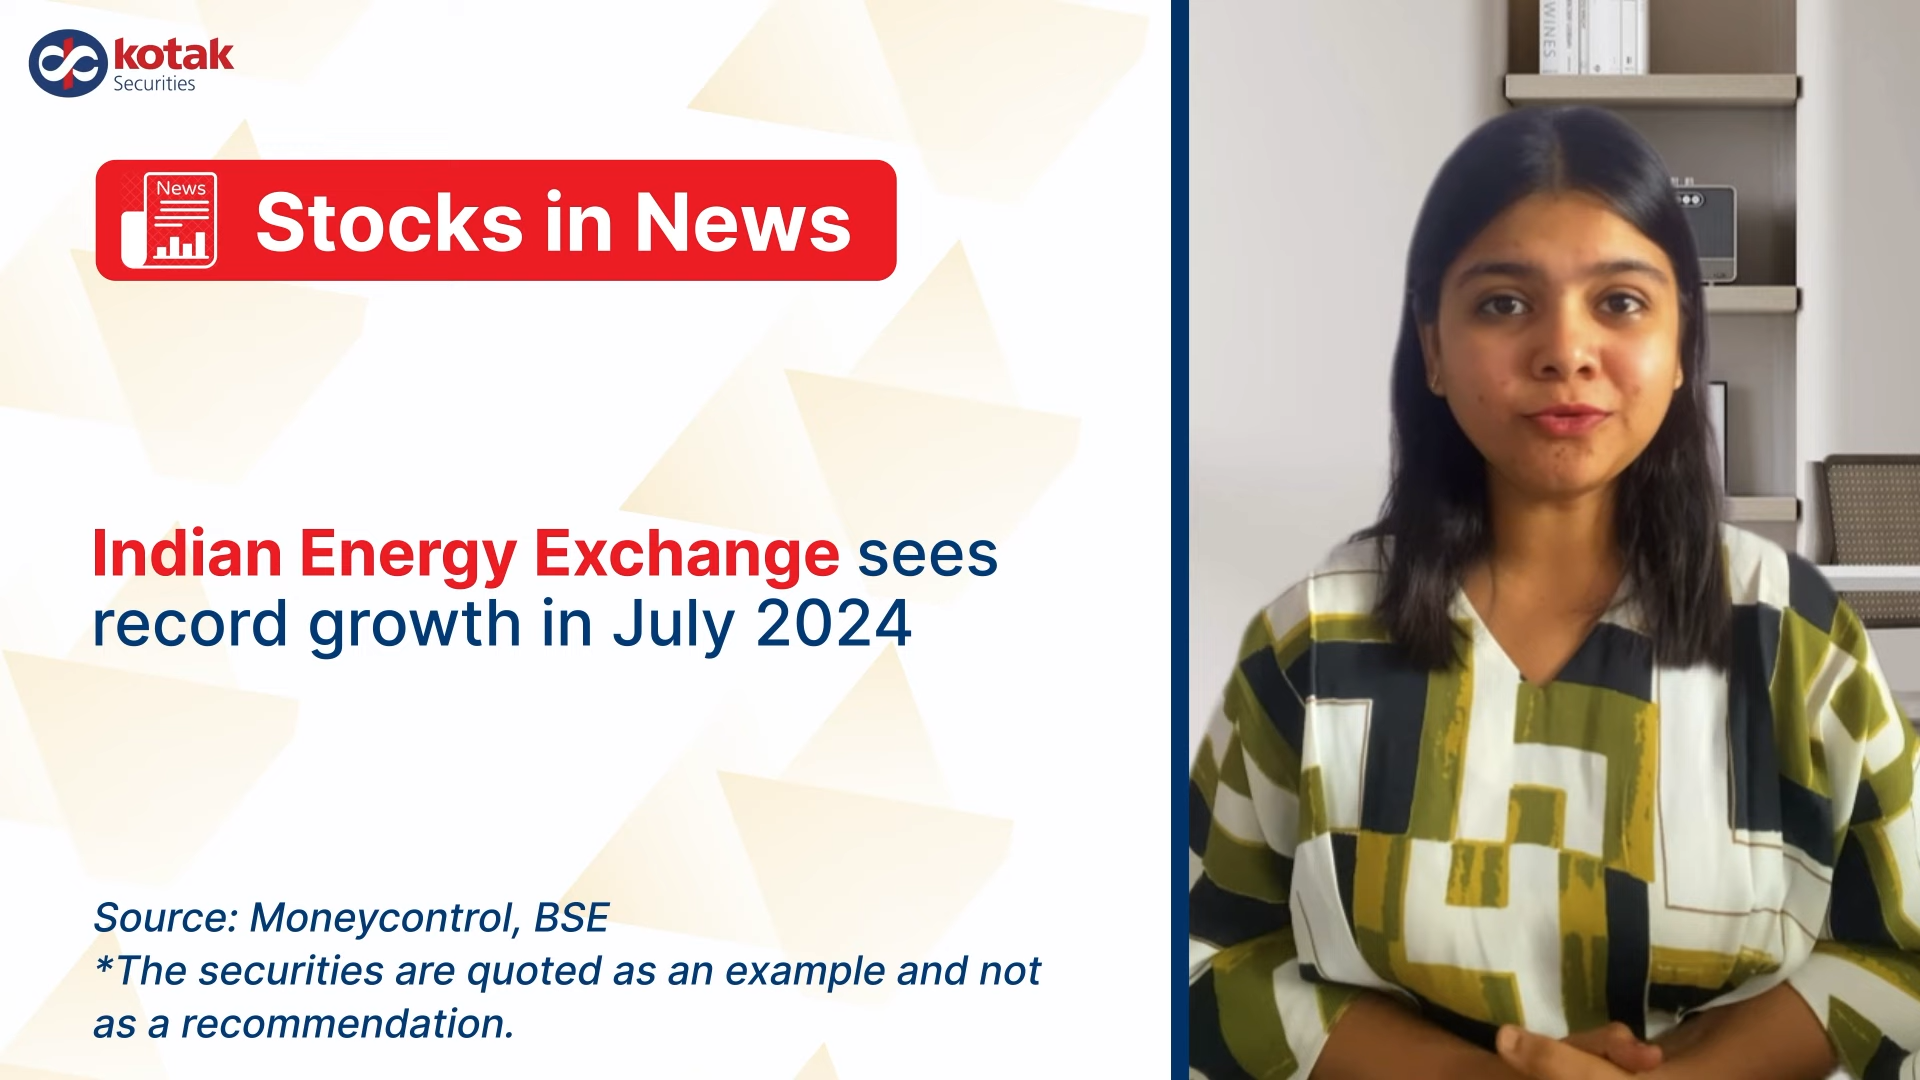 kotak
Securities
News
Stocks in News
Indian Energy Exchange sees
record growth in July 2024
Source: Moneycontrol, BSE
*The securities are quoted as an example and not
as a recommendation.
WINES